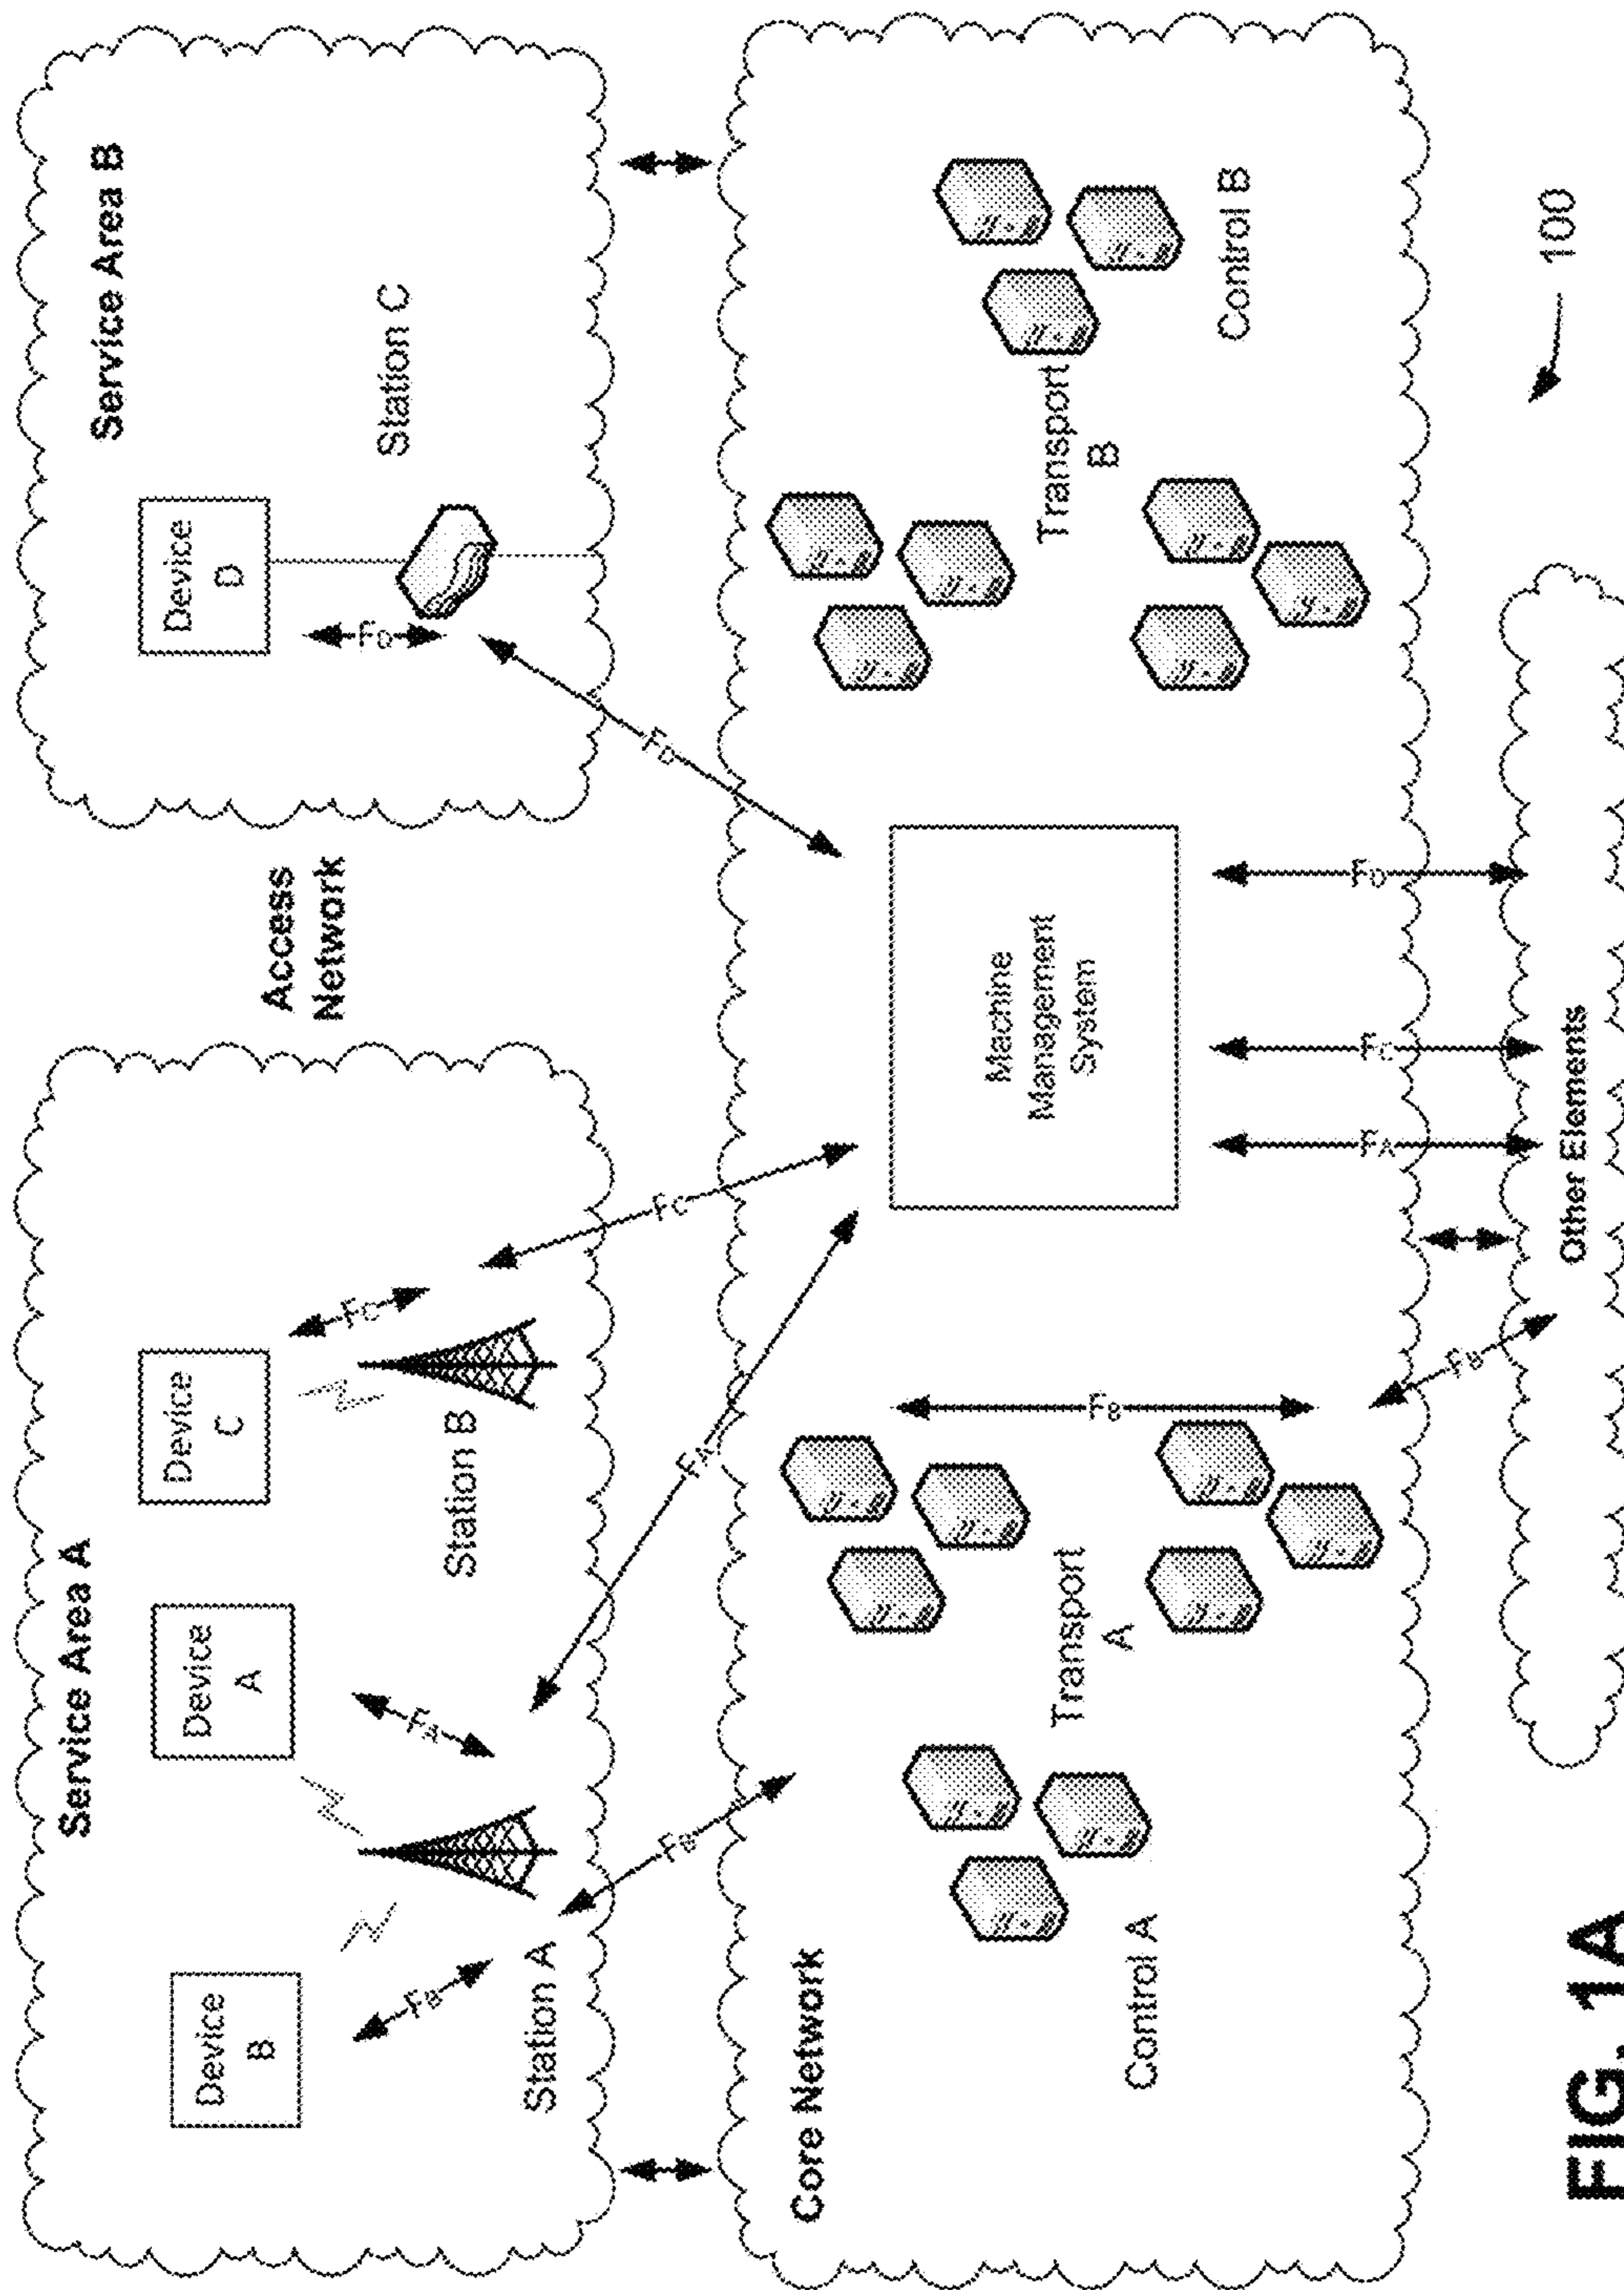 Service Area A
Device
B
Device
A
Device
C
FB
FA
FC
Station A
Station B
Access
Network
Service Area B
Device
D
FD
Station C
FB
FA
FC
FD
Core Network
Control A
Transport
A
FB
Machine
Management
System
Transport
B
Control B
FB
FA
FC
FD
Other Elements
100
FIG. 1A